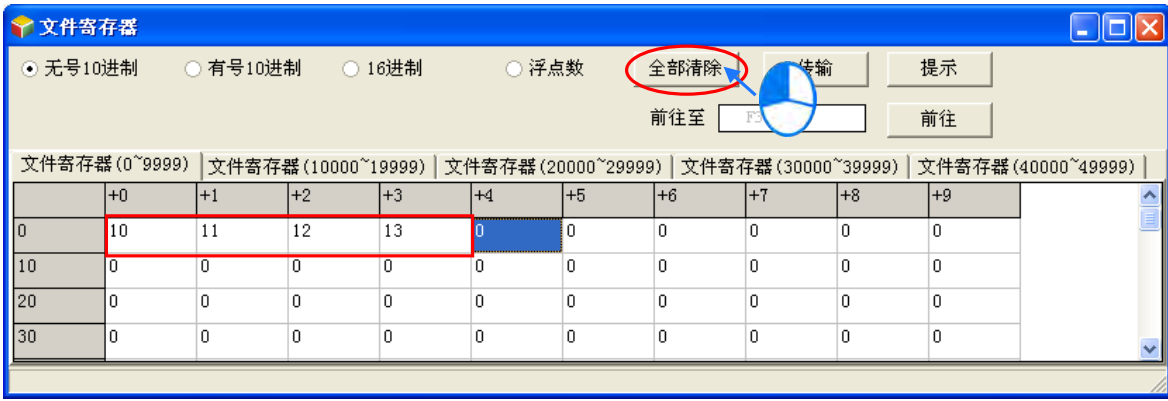 文件寄存器
无号10进制 有号10进制 16进制 浮点数 全部清除 传输 提示
前往至 前往
文件寄存器(0~9999) 文件寄存器(10000~19999) 文件寄存器(20000~29999) 文件寄存器(30000~39999) 文件寄存器(40000~49999)
+0 +1 +2 +3 +4 +5 +6 +7 +8 +9
0 10 11 12 13 0 0 0 0 0 0
10 0 0 0 0 0 0 0 0 0 0
20 0 0 0 0 0 0 0 0 0 0
30 0 0 0 0 0 0 0 0 0 0